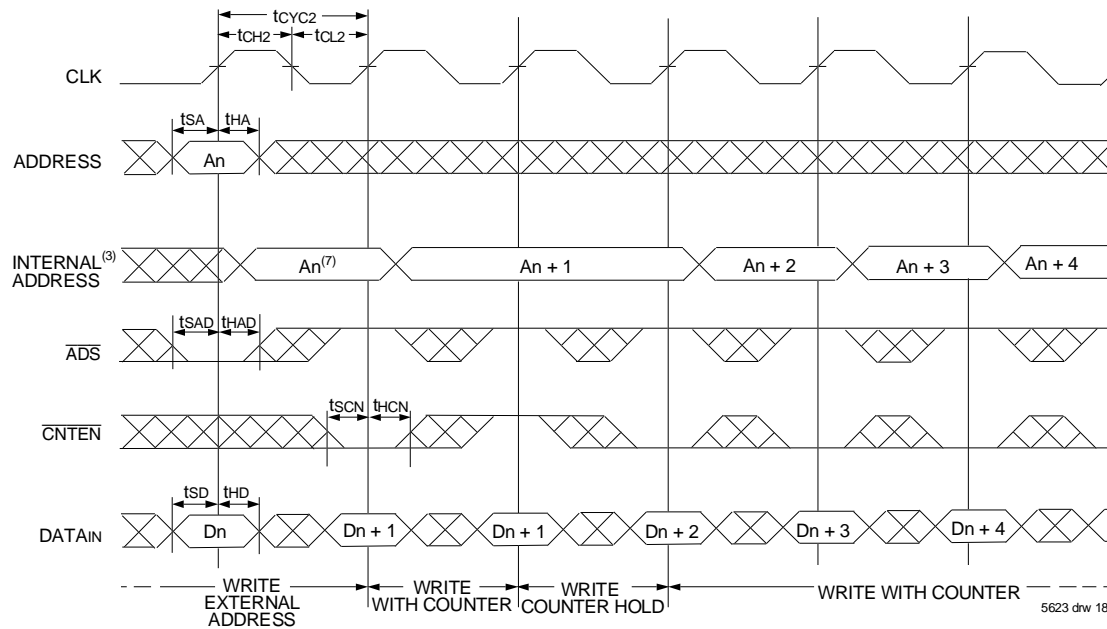 tCYC2
tCH2 tCL2
CLK
tSA tHA
ADDRESS An
INTERNAL(3)
ADDRESS
An(7) An + 1 An + 2 An + 3 An + 4
tSAD tHAD
ADS
tSCN tHCN
CNTEN
tSD tHD
DATAIN Dn Dn + 1 Dn + 1 Dn + 2 Dn + 3 Dn + 4
WRITE
EXTERNAL
ADDRESS
WRITE
WITH COUNTER
WRITE
COUNTER HOLD
WRITE WITH COUNTER
5623 drw 18